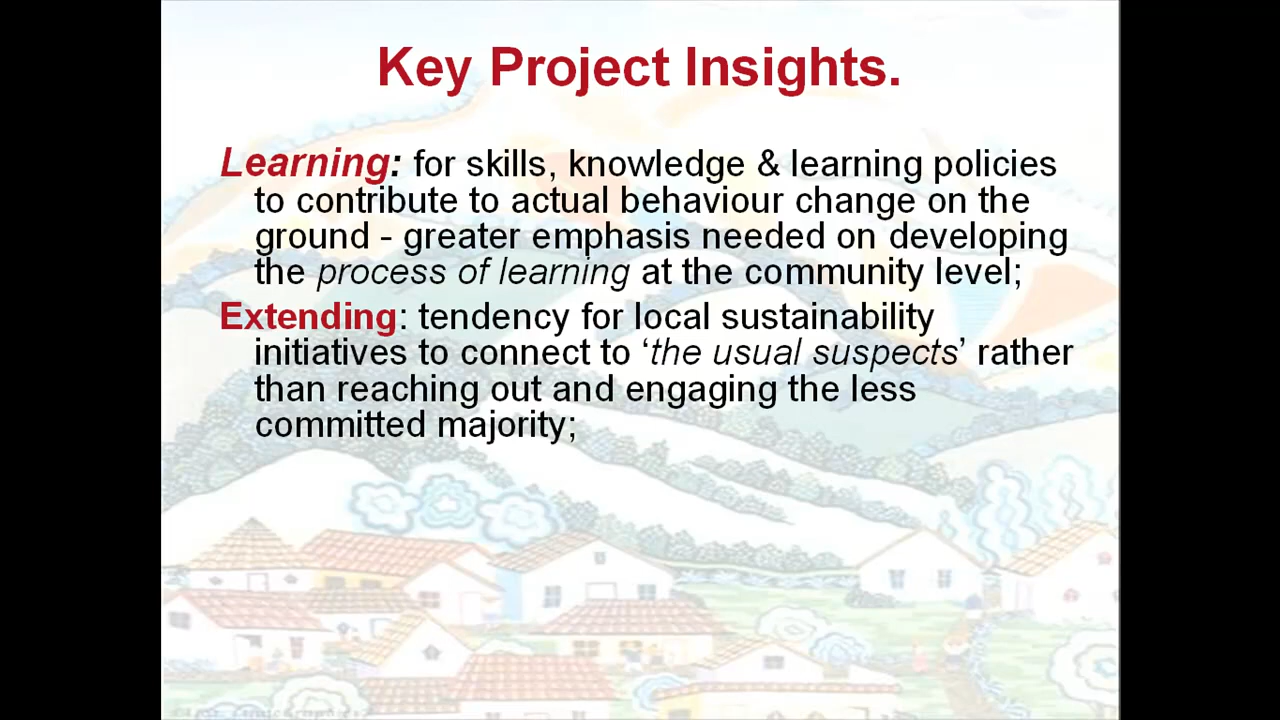 Key Project Insights.
Learning: for skills, knowledge & learning policies
to contribute to actual behaviour change on the
ground - greater emphasis needed on developing
the process of learning at the community level;
Extending: tendency for local sustainability
initiatives to connect to ‘the usual suspects’ rather
than reaching out and engaging the less
committed majority;